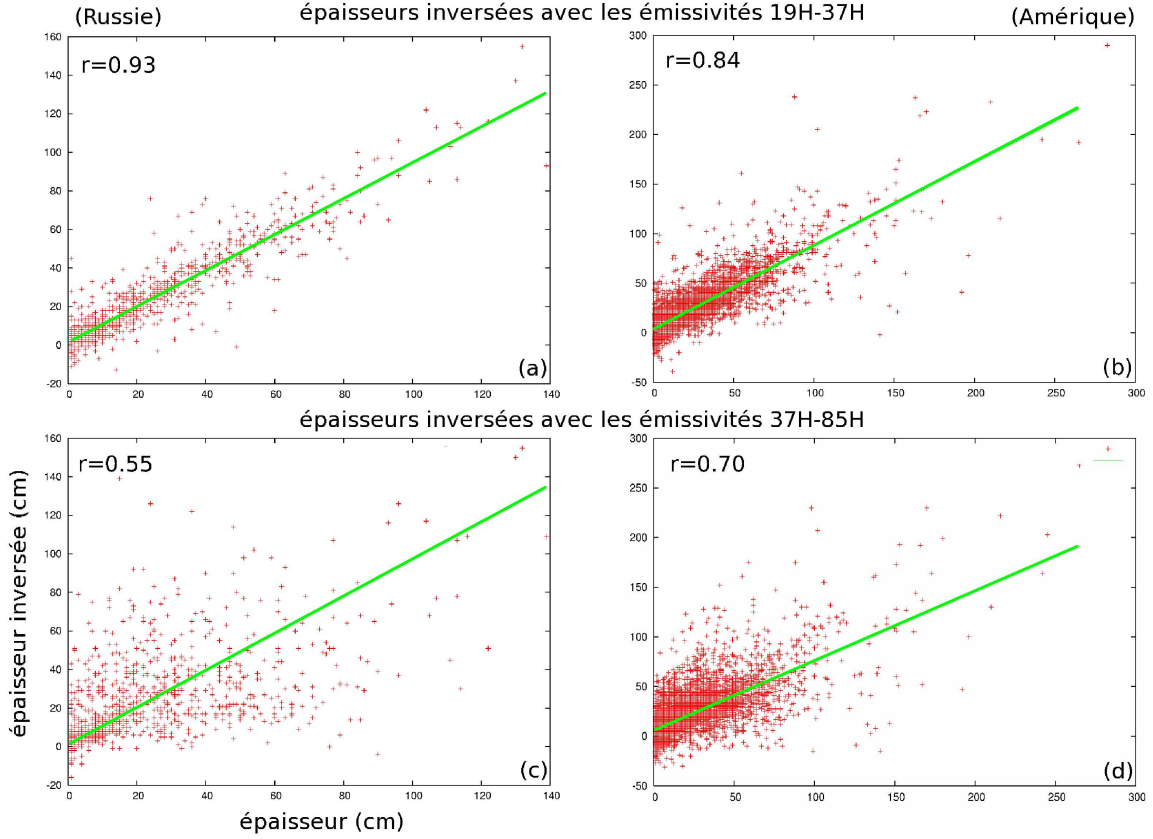 (Russie) épaisseurs inversées avec les émissivités 19H-37H (Amérique)
160
140
120
100
80
60
40
20
0
-20
r=0.93
(a)
0 20 40 60 80 100 120 140
300
250
200
150
100
50
0
-50
r=0.84
(b)
0 50 100 150 200 250 300
épaisseurs inversées avec les émissivités 37H-85H
160
140
120
100
80
60
40
20
0
-20
r=0.55
(c)
0 20 40 60 80 100 120 140
300
250
200
150
100
50
0
-50
r=0.70
(d)
0 50 100 150 200 250 300
épaisseur inversée (cm)
épaisseur (cm)